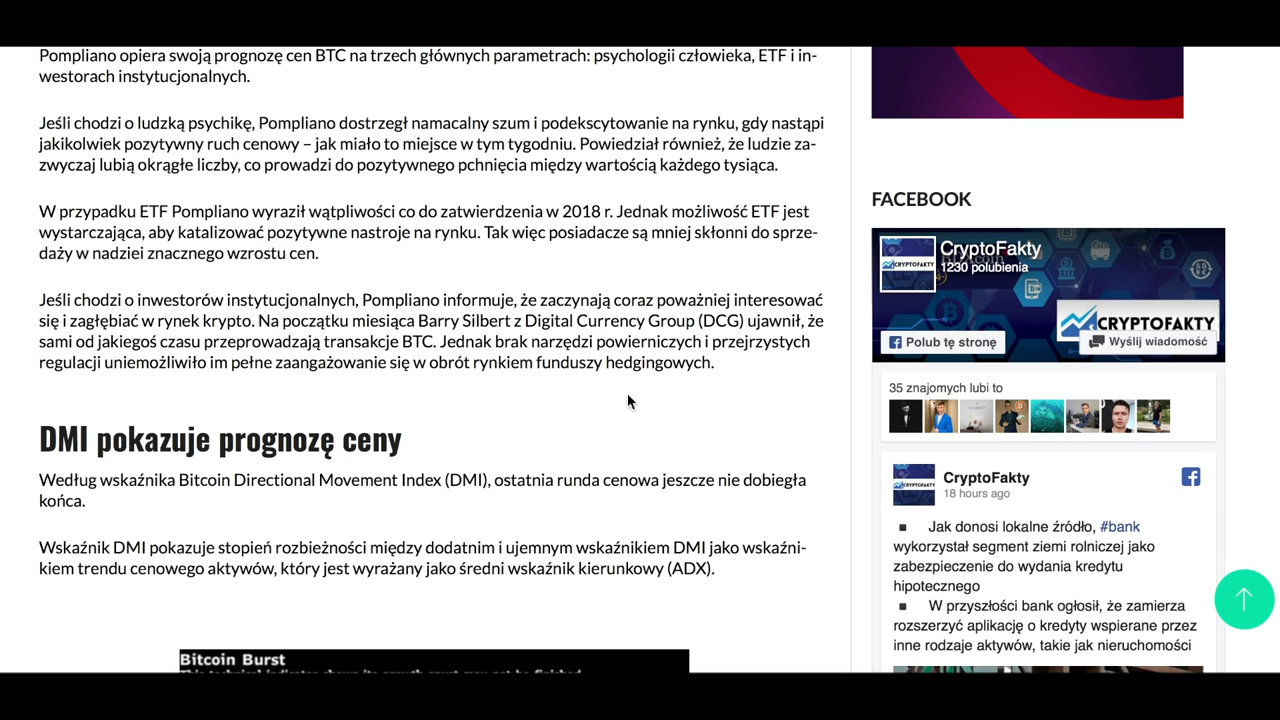 Pompliano opiera swoją prognozę cen BTC na trzech głównych parametrach: psychologii człowieka, ETF i in-
westorach instytucjonalnych.
Jeśli chodzi o ludzką psychikę, Pompliano dostrzegł namacalny szum i podekscytowanie na rynku, gdy nastąpi
jakikolwiek pozytywny ruch cenowy – jak miało to miejsce w tym tygodniu. Powiedział również, że ludzie za-
zwyczaj lubią okrągłe liczby, co prowadzi do pozytywnego pchnięcia między wartością każdego tysiąca.
W przypadku ETF Pompliano wyraził wątpliwości co do zatwierdzenia w 2018 r. Jednak możliwość ETF jest
wystarczająca, aby katalizować pozytywne nastroje na rynku. Tak więc posiadacze są mniej skłonni do sprze-
daży w nadziei znacznego wzrostu cen.
Jeśli chodzi o inwestorów instytucjonalnych, Pompliano informuje, że zaczynają coraz poważniej interesować
się i zagłębiać w rynek krypto. Na początku miesiąca Barry Silbert z Digital Currency Group (DCG) ujawnił, że
sami od jakiegoś czasu przeprowadzają transakcje BTC. Jednak brak narzędzi powierniczych i przejrzystych
regulacji uniemożliwiło im pełne zaangażowanie się w obrót rynkiem funduszy hedgingowych.
DMI pokazuje prognozę ceny
Według wskaźnika Bitcoin Directional Movement Index (DMI), ostatnia runda cenowa jeszcze nie dobiegła
końca.
Wskaźnik DMI pokazuje stopień rozbieżności między dodatnim i ujemnym wskaźnikiem DMI jako wskaźni-
kiem trendu cenowego aktywów, który jest wyrażany jako średni wskaźnik kierunkowy (ADX).
Bitcoin Burst
FACEBOOK
CryptoFakty
1230 polubienia
CRYPTOFAKTY
CRYPTOFAKTY
Polub tę stronę
Wyślij wiadomość
35 znajomych lubi to
CryptoFakty
18 hours ago
CRYPTOFAKTY
▪ Jak donosi lokalne źródło, #bank
wykorzystał segment ziemi rolniczej jako
zabezpieczenie do wydania kredytu
hipotecznego
▪ W przyszłości bank ogłosił, że zamierza
rozszerzyć aplikację o kredyty wspierane przez
inne rodzaje aktywów, takie jak nieruchomości